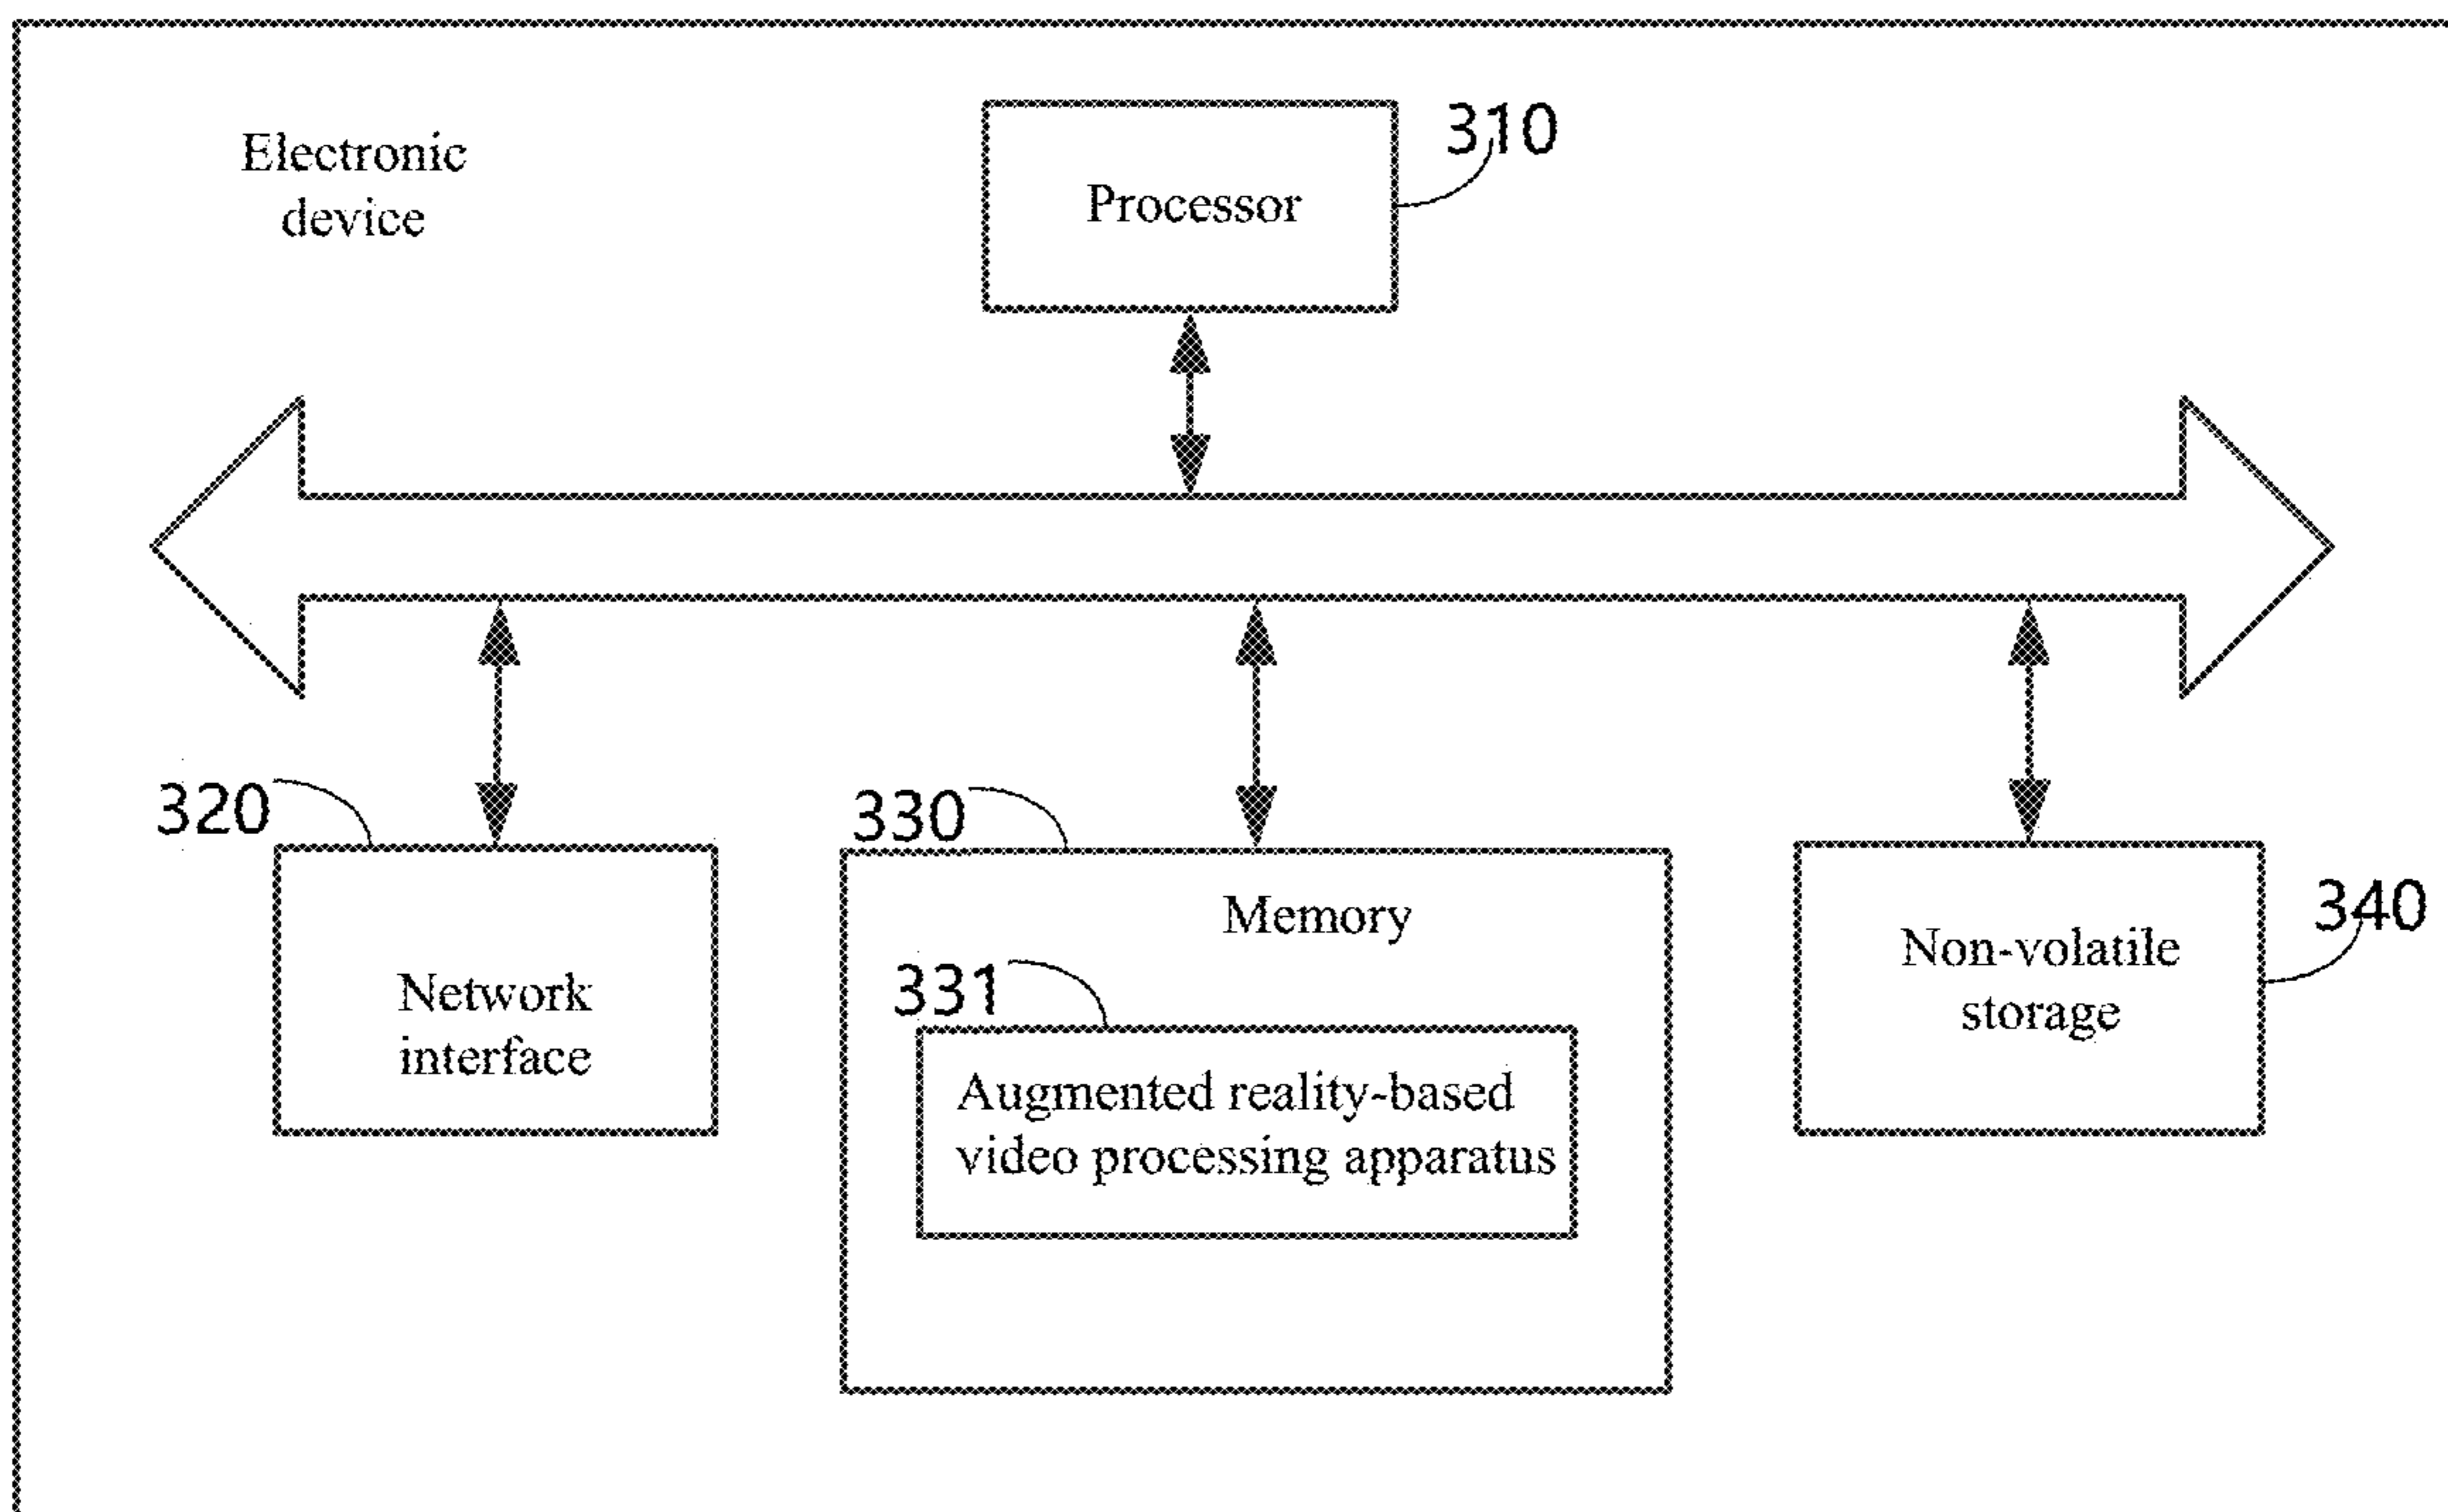 Electronic
device
310
Processor
320
330
340
Memory
Network
interface
331
Augmented reality-based
video processing apparatus
Non-volatile
storage